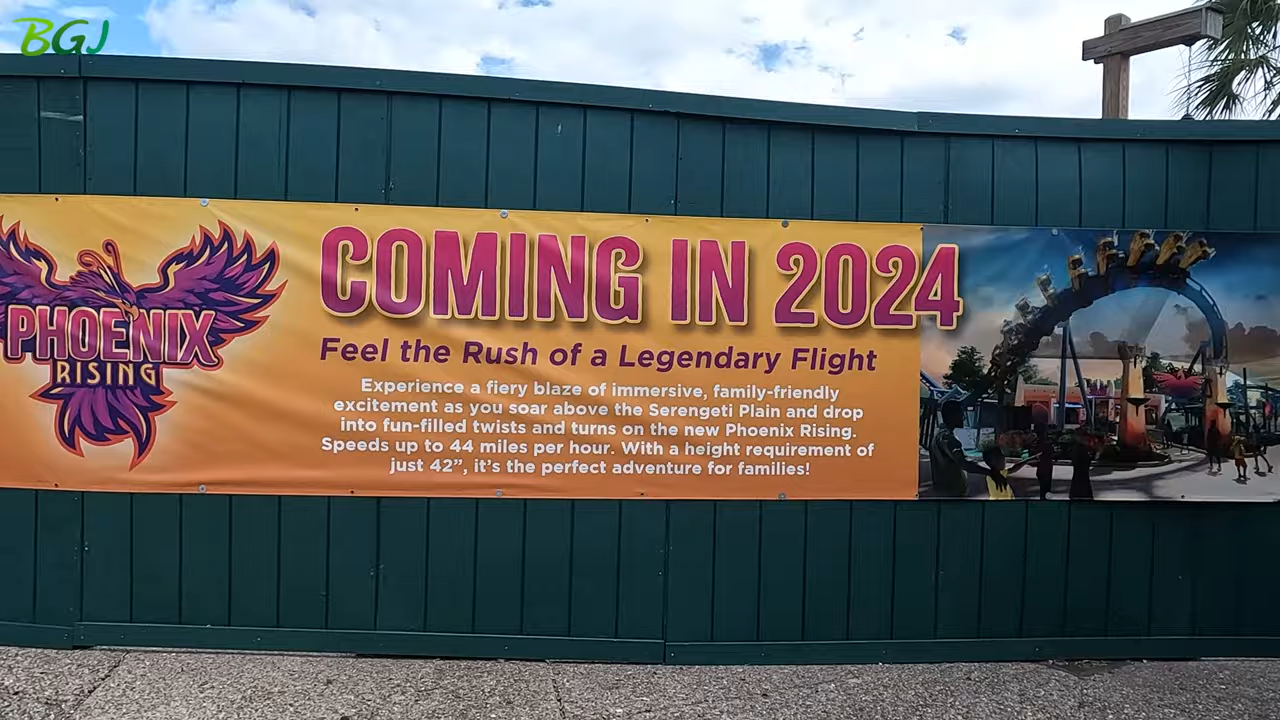 BGJ
PHOENIX
RISING
COMING IN 2024
Feel the Rush of a Legendary Flight
Experience a fiery blaze of immersive, family-friendly
excitement as you soar above the Serengeti Plain and drop
into fun-filled twists and turns on the new Phoenix Rising.
Speeds up to 44 miles per hour. With a height requirement of
just 42”, it’s the perfect adventure for families!